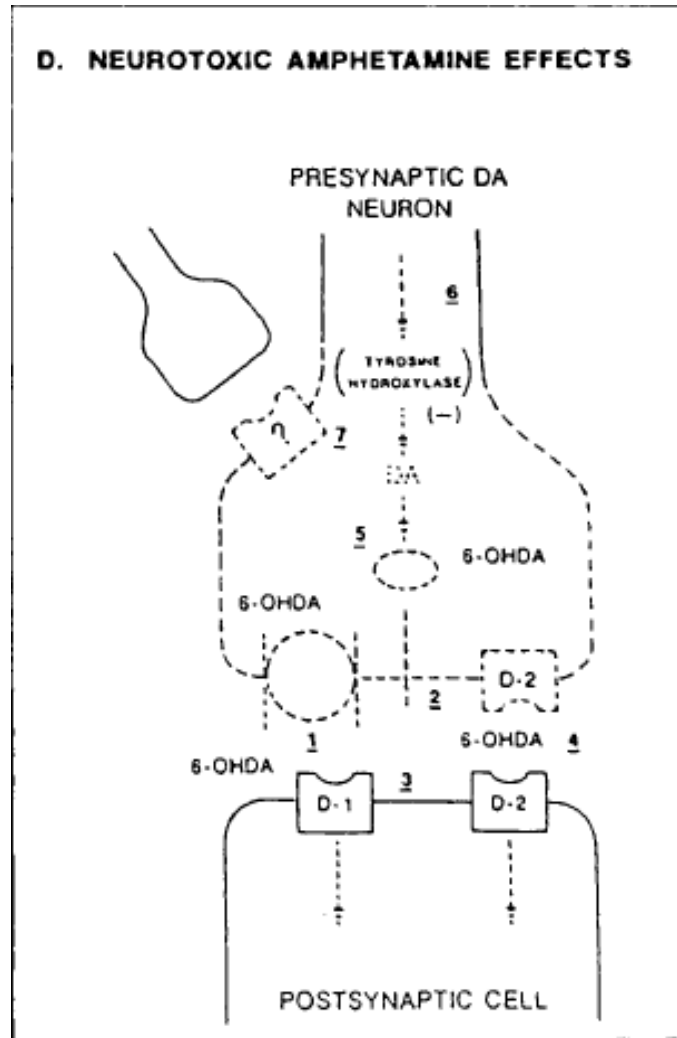 D. NEUROTOXIC AMPHETAMINE EFFECTS
PRESYNAPTIC DA
NEURON
6
(TYROSINE
HYDROXYLASE)
(—)
?
7
DA
5
6-OHDA
6-OHDA
D-2
2
1
6-OHDA
4
6-OHDA
3
D-1
D-2
POSTSYNAPTIC CELL